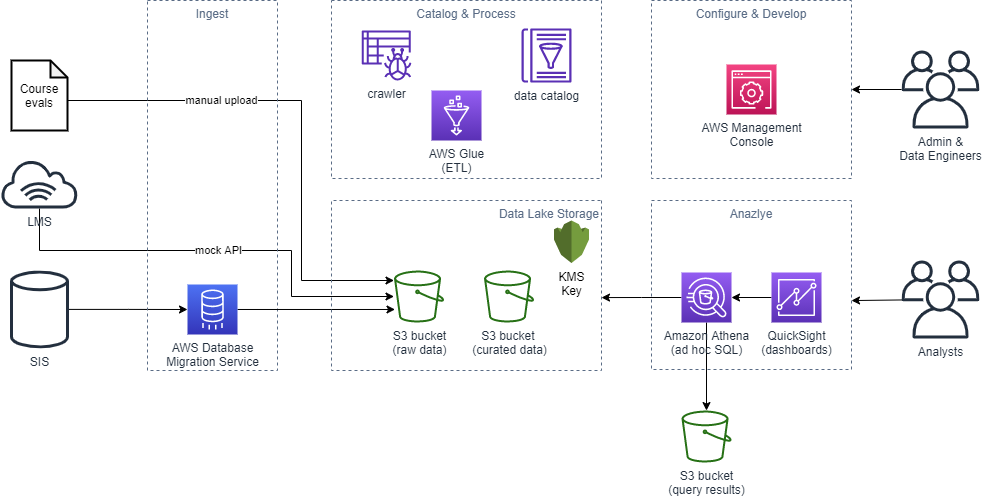 Ingest
Catalog & Process
Configure & Develop
Course
evals
manual upload
crawler
data catalog
AWS Glue
(ETL)
AWS Management
Console
Admin &
Data Engineers
LMS
mock API
Data Lake Storage
KMS
Key
Anazlye
SIS
AWS Database
Migration Service
S3 bucket
(raw data)
S3 bucket
(curated data)
Amazon Athena
(ad hoc SQL)
QuickSight
(dashboards)
Analysts
S3 bucket
(query results)